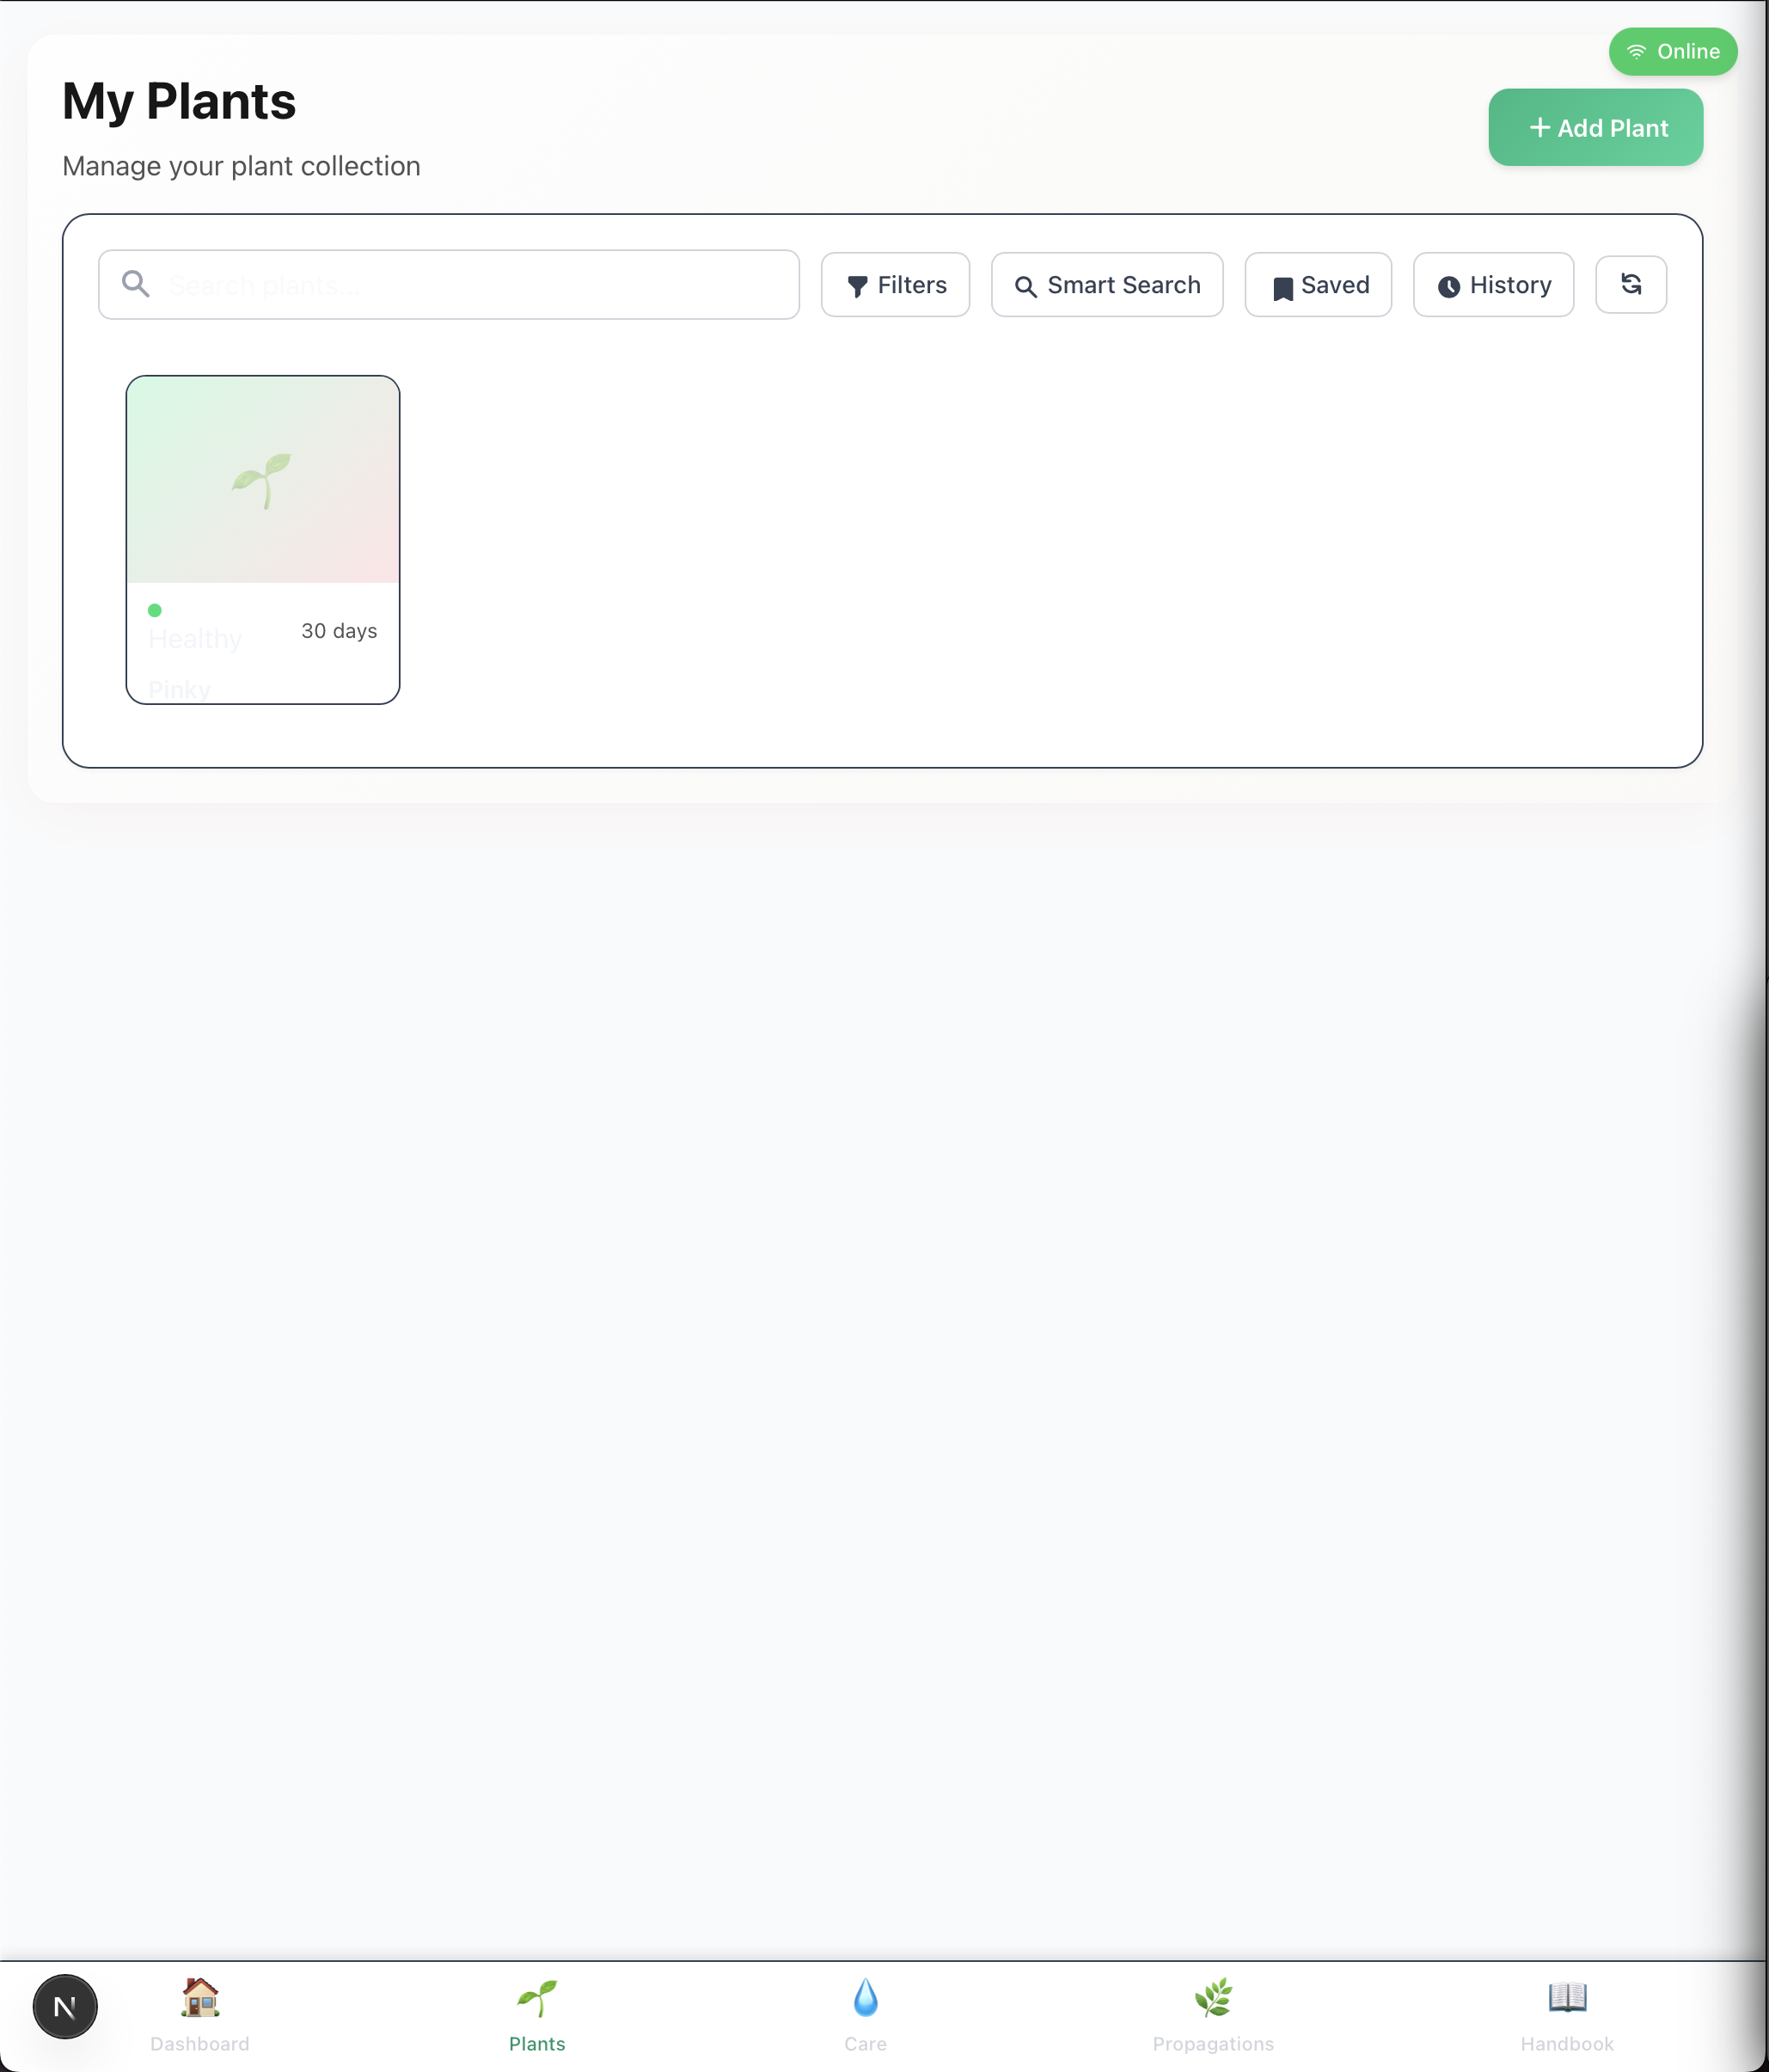 Online
My Plants
+ Add Plant
Manage your plant collection
Search plants...
Filters
Smart Search
Saved
History
Healthy
30 days
Pinky
N
Dashboard
Plants
Care
Propagations
Handbook